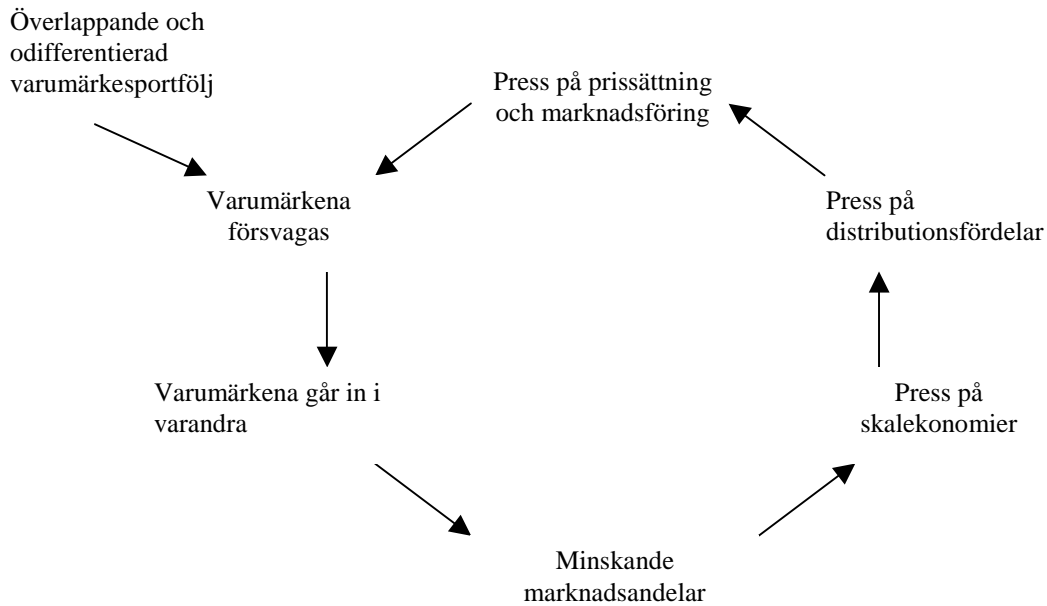 Överlappande och
odifferentierad
varumärkesportfölj
Press på prissättning
och marknadsföring
Varumärkena
försvagas
Press på
distributionsfördelar
Varumärkena går in i
varandra
Press på
skalekonomier
Minskande
marknadsandelar